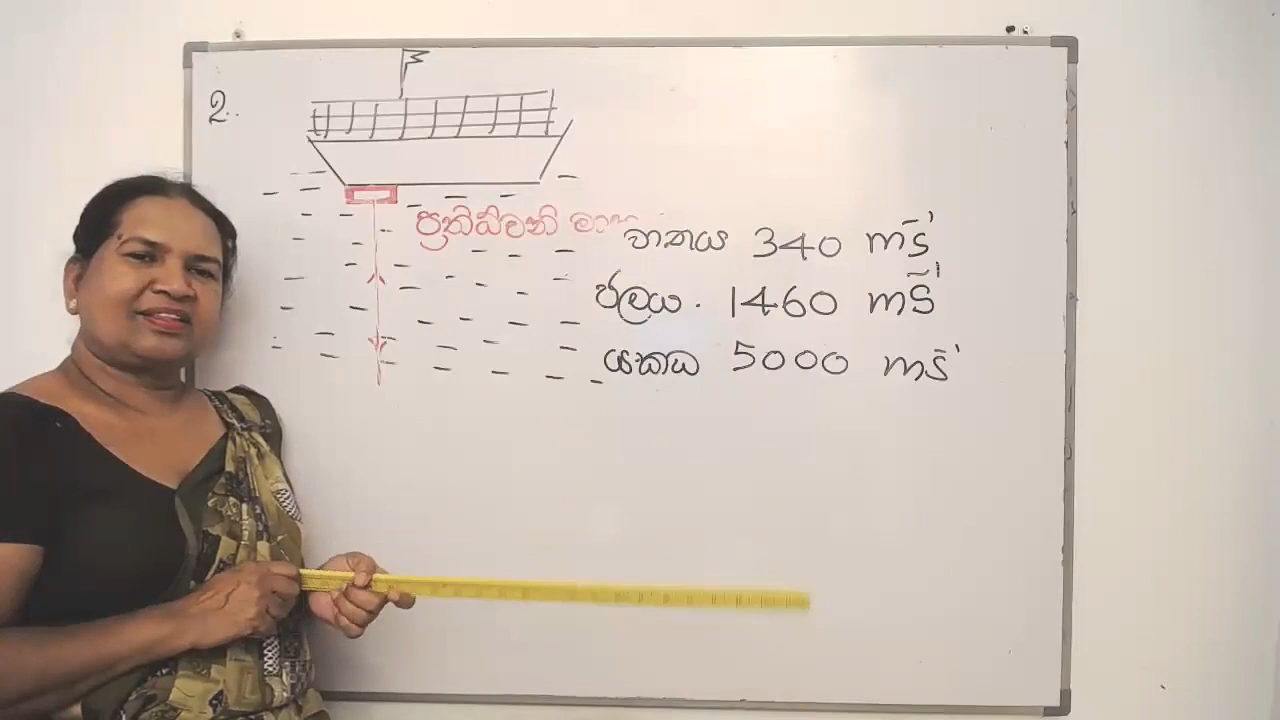 2.
ප්‍රතිධ්වනි
වාතය 340 ms⁻¹
ජලය . 1460 ms⁻¹
යකඩ 5000 ms⁻¹